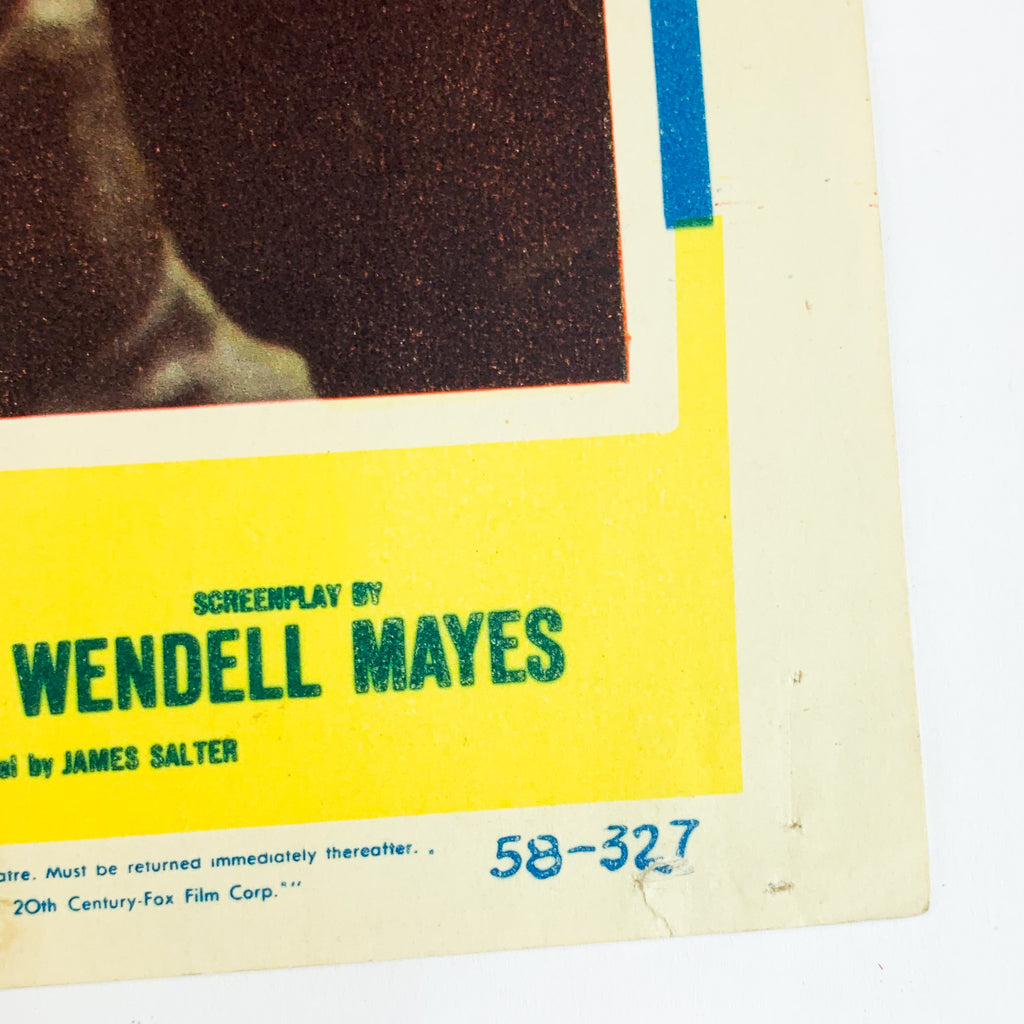 SCREENPLAY BY
WENDELL MAYES
by JAMES SALTER
Must be returned immediately thereafter.
58-327
20th Century-Fox Film Corp.